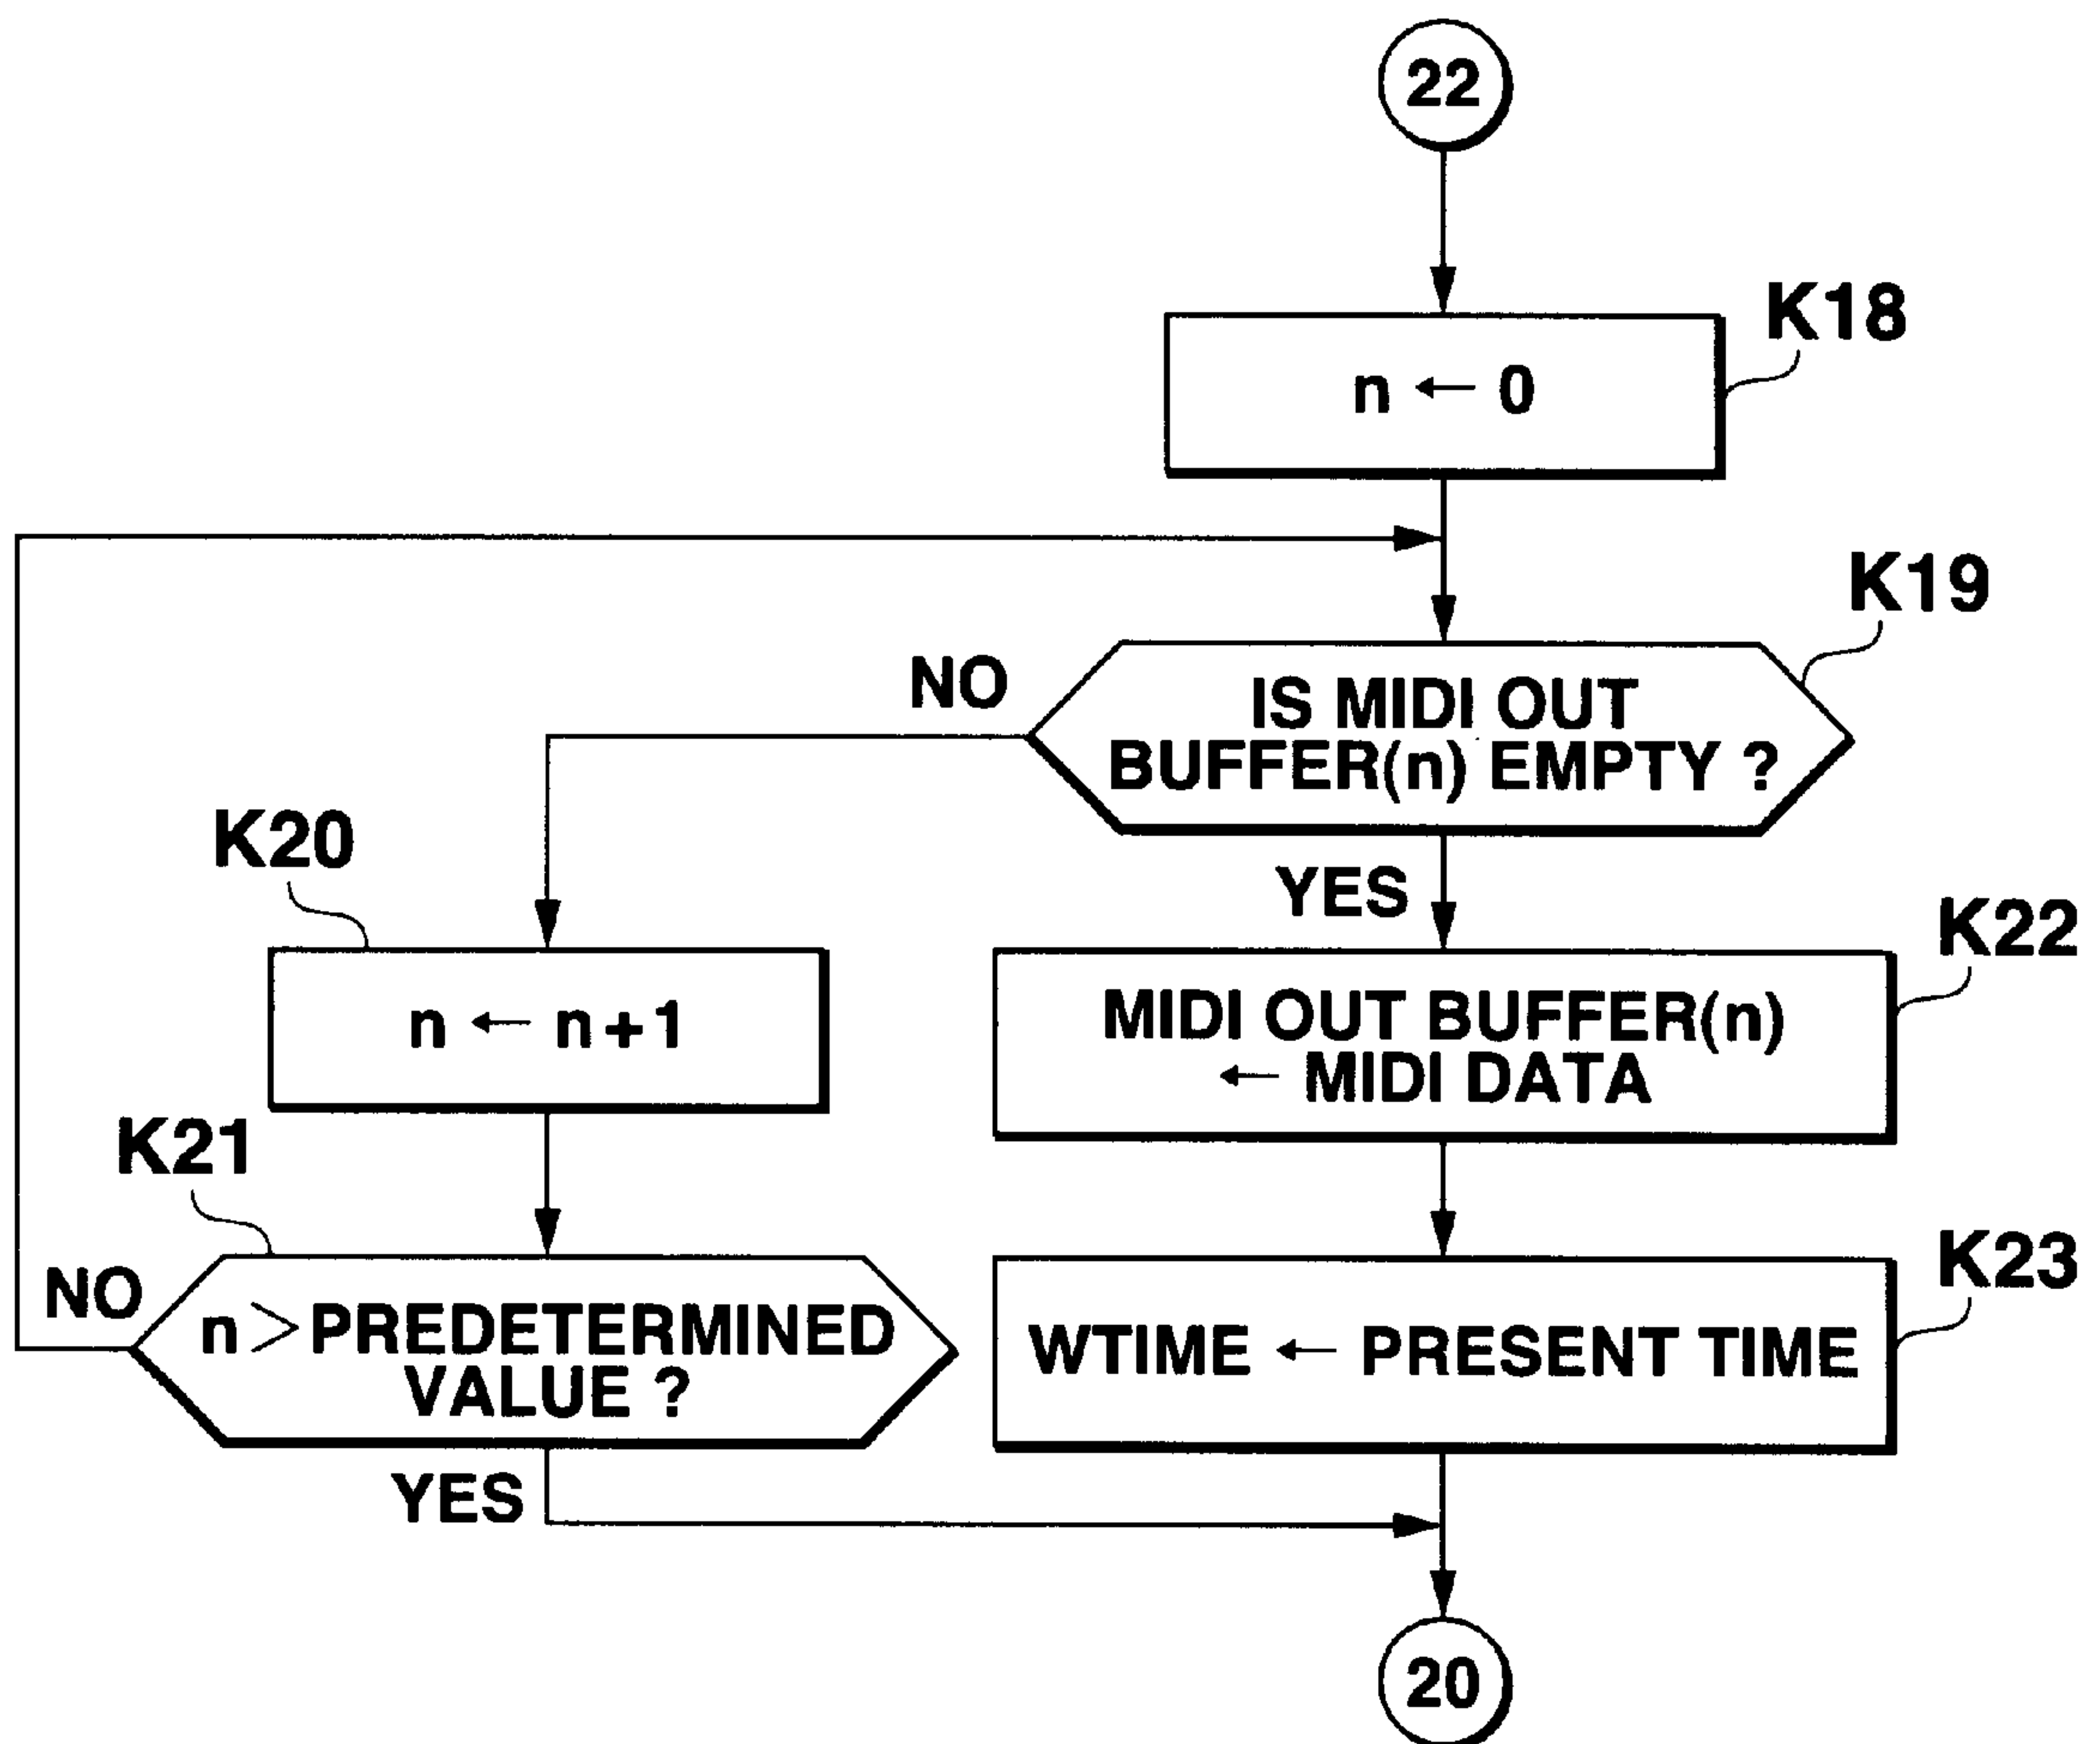 22
K18
n ← 0
K19
NO
IS MIDI OUT
BUFFER(n) EMPTY ?
YES
K20
n ← n+1
K22
MIDI OUT BUFFER(n)
← MIDI DATA
K21
NO
n > PREDETERMINED
VALUE ?
YES
K23
WTIME ← PRESENT TIME
20